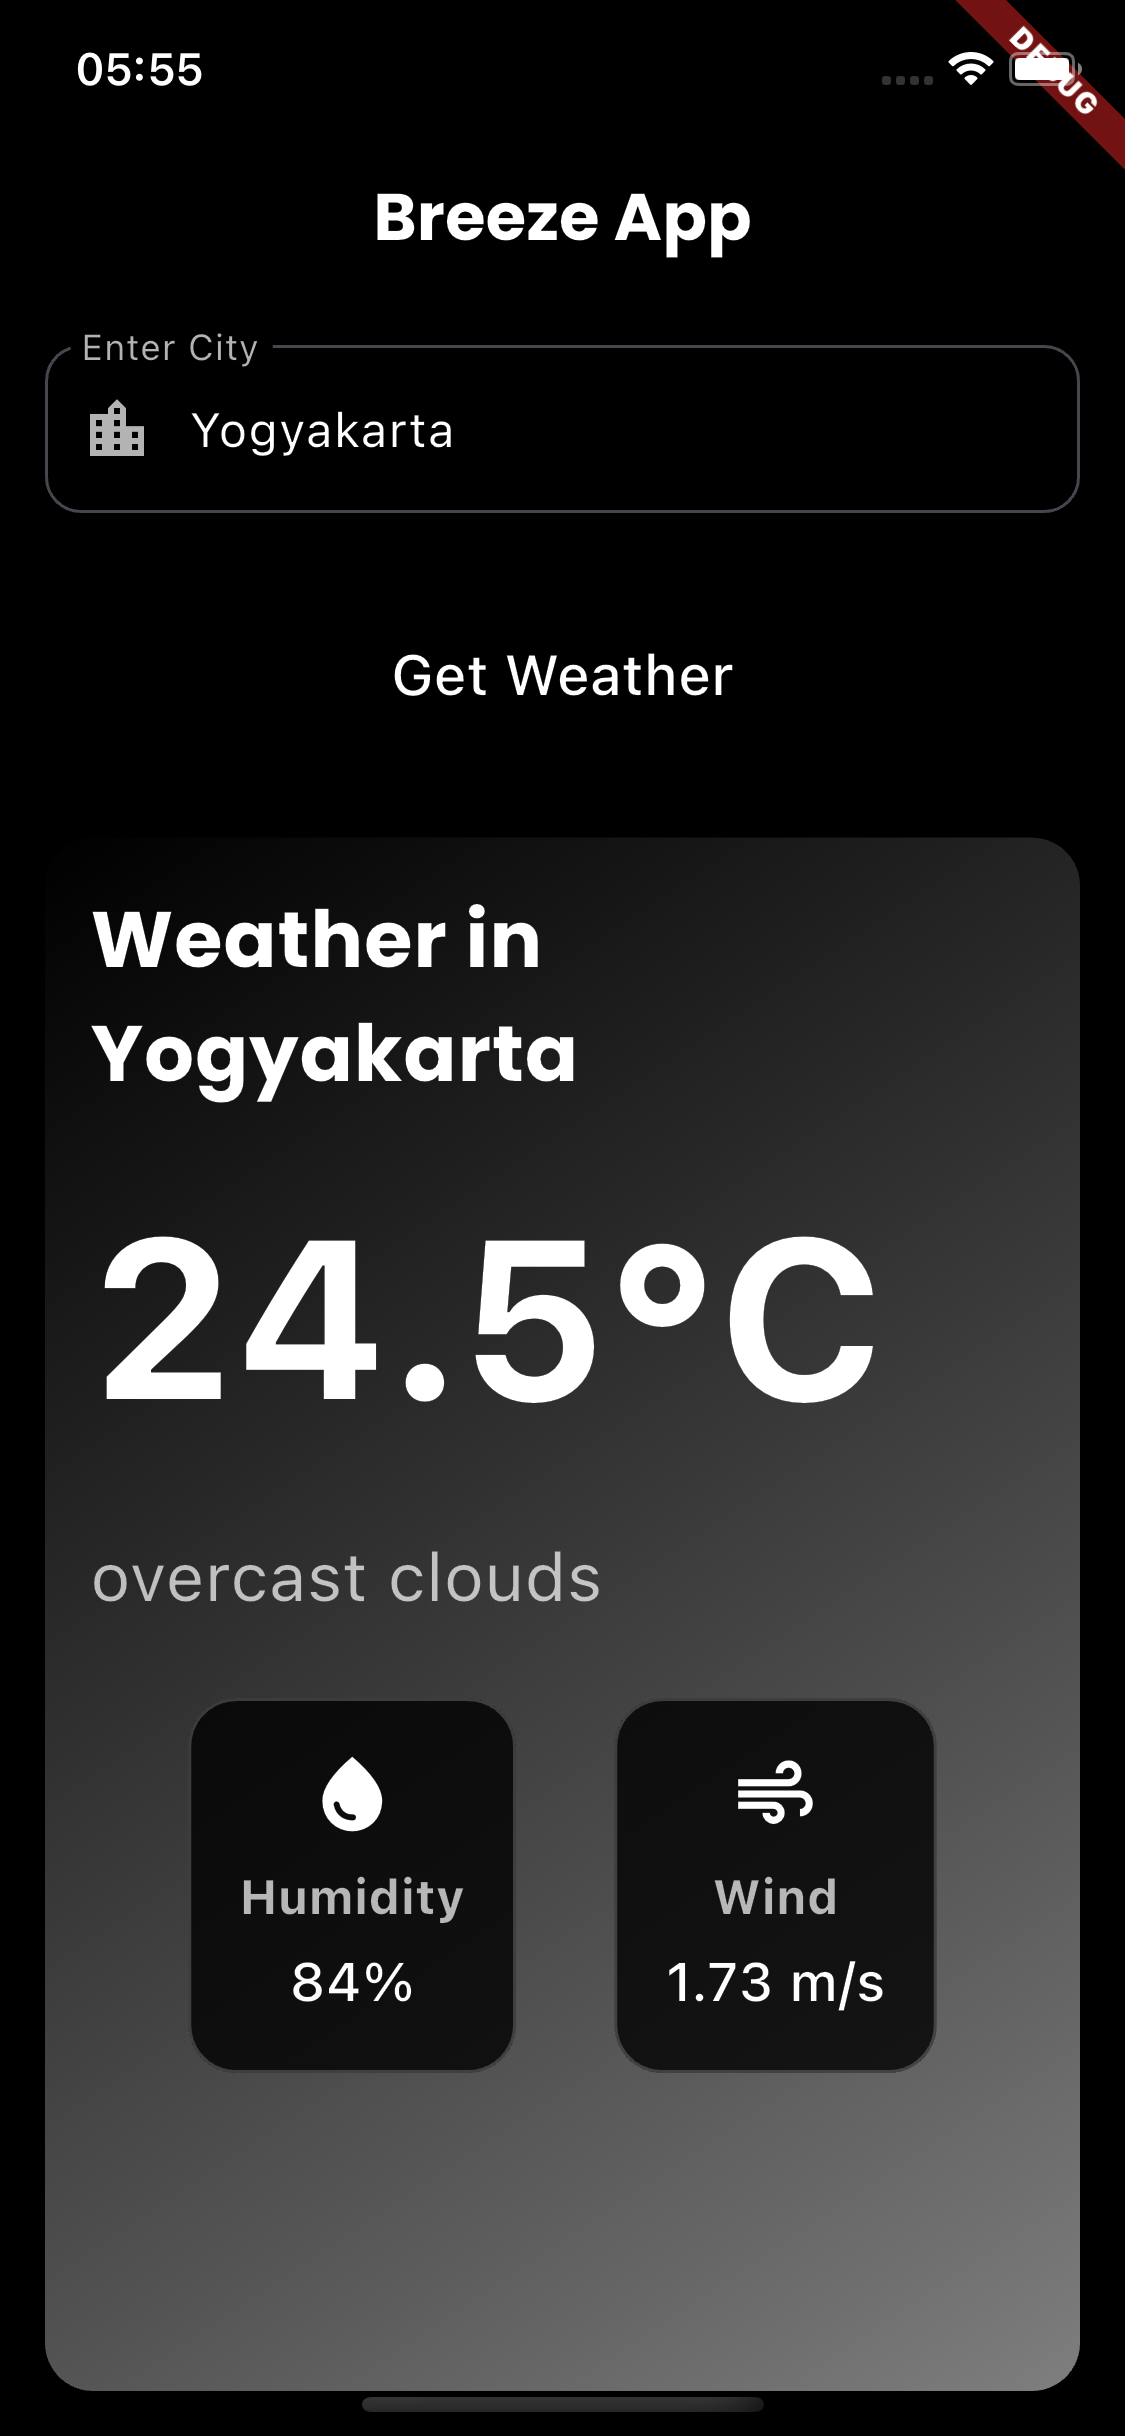 05:55
DEBUG
Breeze App
Enter City
Yogyakarta
Get Weather
Weather in
Yogyakarta
24.5°C
overcast clouds
Humidity
84%
Wind
1.73 m/s